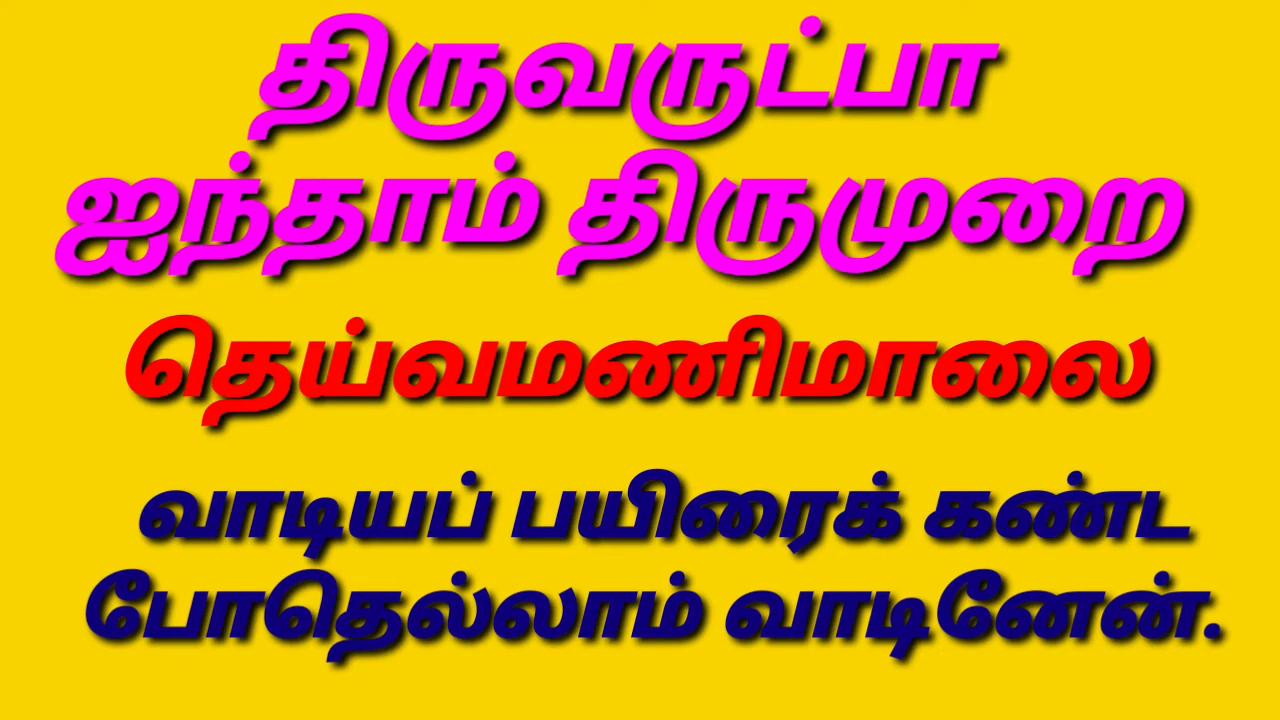 திருவருட்பா
ஐந்தாம் திருமுறை
தெய்வமணிமாலை
வாடியப் பயிரைக் கண்ட
போதெல்லாம் வாடினேன்.